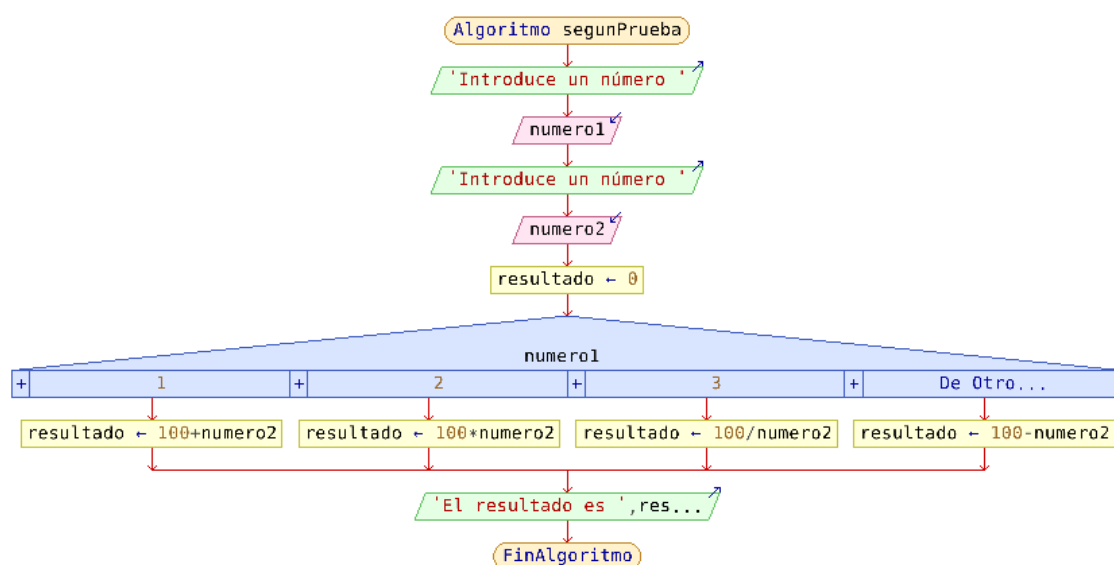 Algoritmo segunPrueba
'Introduce un número '
numero1
'Introduce un número '
numero2
resultado ← 0
numero1
+ 1 + 2 + 3 + De Otro...
resultado ← 100+numero2 resultado ← 100*numero2 resultado ← 100/numero2 resultado ← 100-numero2
'El resultado es ',res...
FinAlgoritmo